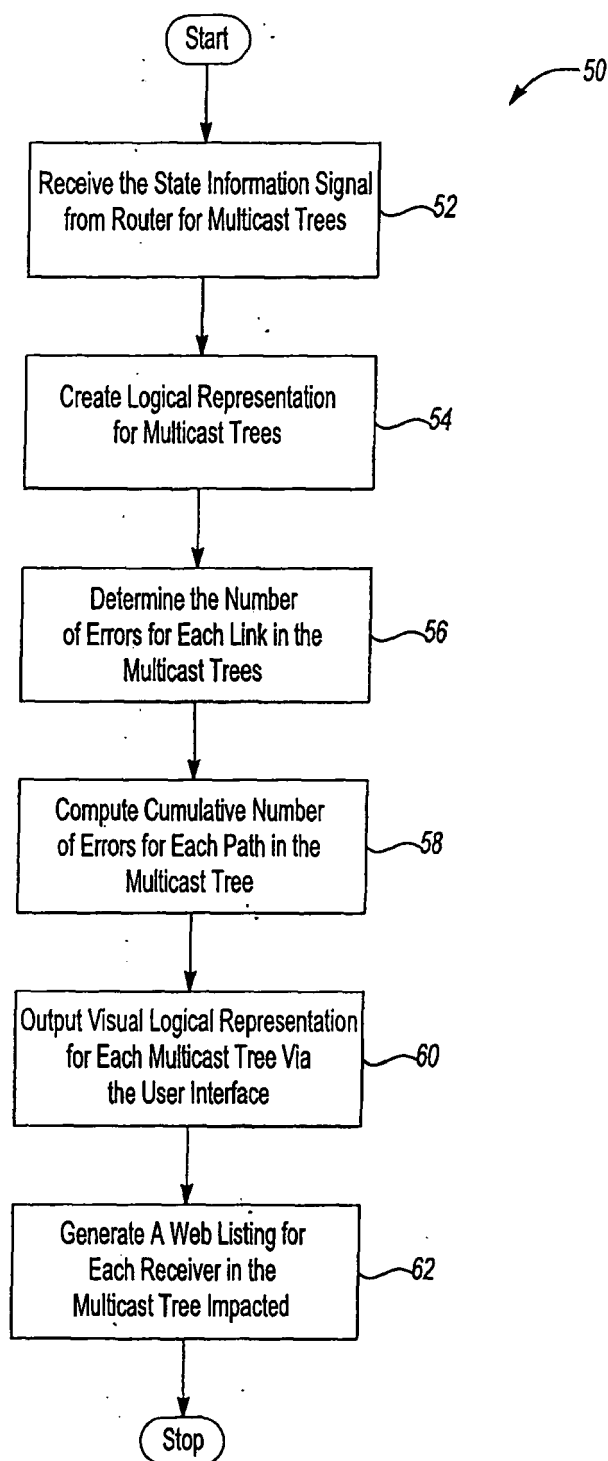 Start
50
Receive the State Information Signal
from Router for Multicast Trees
52
Create Logical Representation
for Multicast Trees
54
Determine the Number
of Errors for Each Link in the
Multicast Trees
56
Compute Cumulative Number
of Errors for Each Path in the
Multicast Tree
58
Output Visual Logical Representation
for Each Multicast Tree Via
the User Interface
60
Generate A Web Listing for
Each Receiver in the
Multicast Tree Impacted
62
Stop